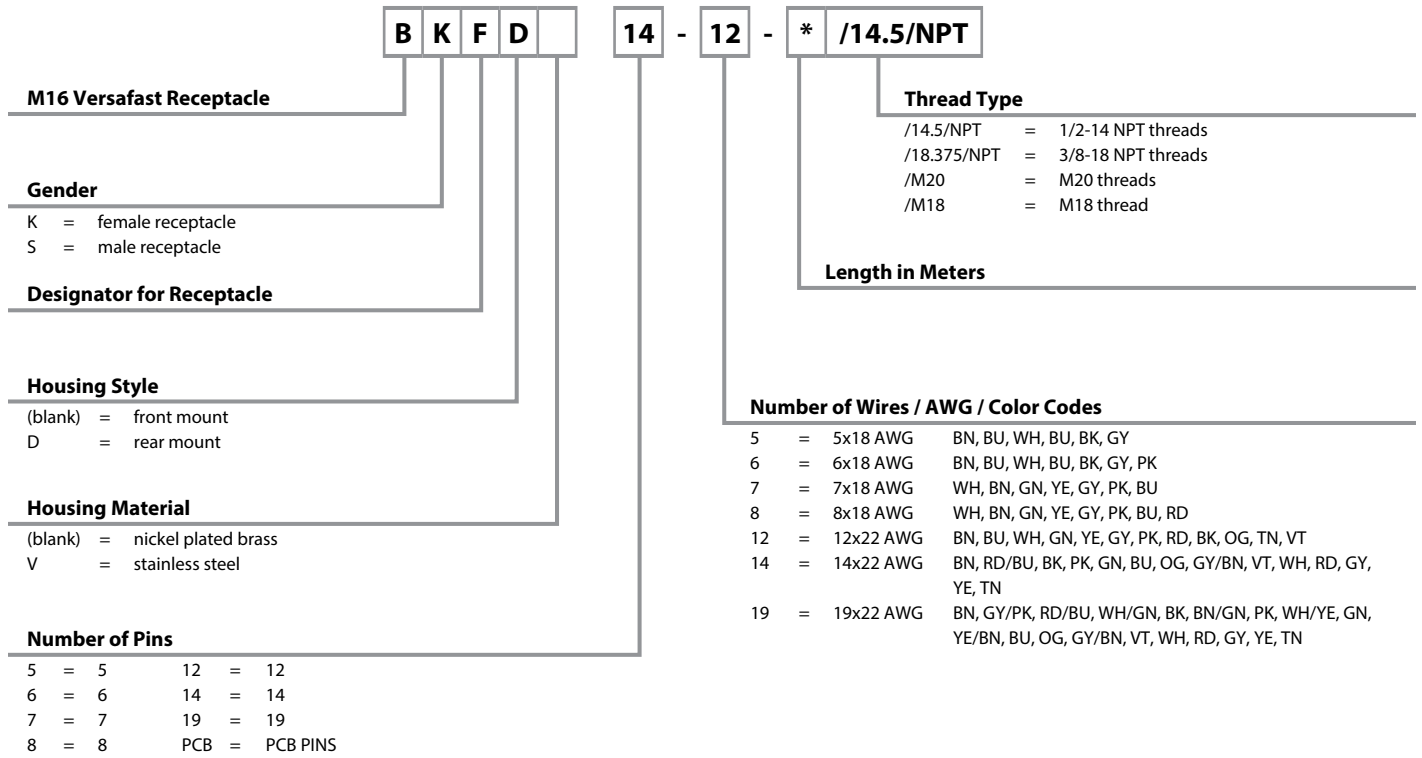 B K F D 14 - 12 - * /14.5/NPT
M16 Versafast Receptacle
Gender
K = female receptacle
S = male receptacle
Designator for Receptacle
Housing Style
(blank) = front mount
D = rear mount
Housing Material
(blank) = nickel plated brass
V = stainless steel
Number of Pins
5 = 5 12 = 12
6 = 6 14 = 14
7 = 7 19 = 19
8 = 8 PCB = PCB PINS
Thread Type
/14.5/NPT = 1/2-14 NPT threads
/18.375/NPT = 3/8-18 NPT threads
/M20 = M20 threads
/M18 = M18 thread
Length in Meters
Number of Wires / AWG / Color Codes
5 = 5x18 AWG BN, BU, WH, BU, BK, GY
6 = 6x18 AWG BN, BU, WH, BU, BK, GY, PK
7 = 7x18 AWG WH, BN, GN, YE, GY, PK, BU
8 = 8x18 AWG WH, BN, GN, YE, GY, PK, BU, RD
12 = 12x22 AWG BN, BU, WH, GN, YE, GY, PK, RD, BK, OG, TN, VT
14 = 14x22 AWG BN, RD/BU, BK, PK, GN, BU, OG, GY/BN, VT, WH, RD, GY,
YE, TN
19 = 19x22 AWG BN, GY/PK, RD/BU, WH/GN, BK, BN/GN, PK, WH/YE, GN,
YE/BN, BU, OG, GY/BN, VT, WH, RD, GY, YE, TN